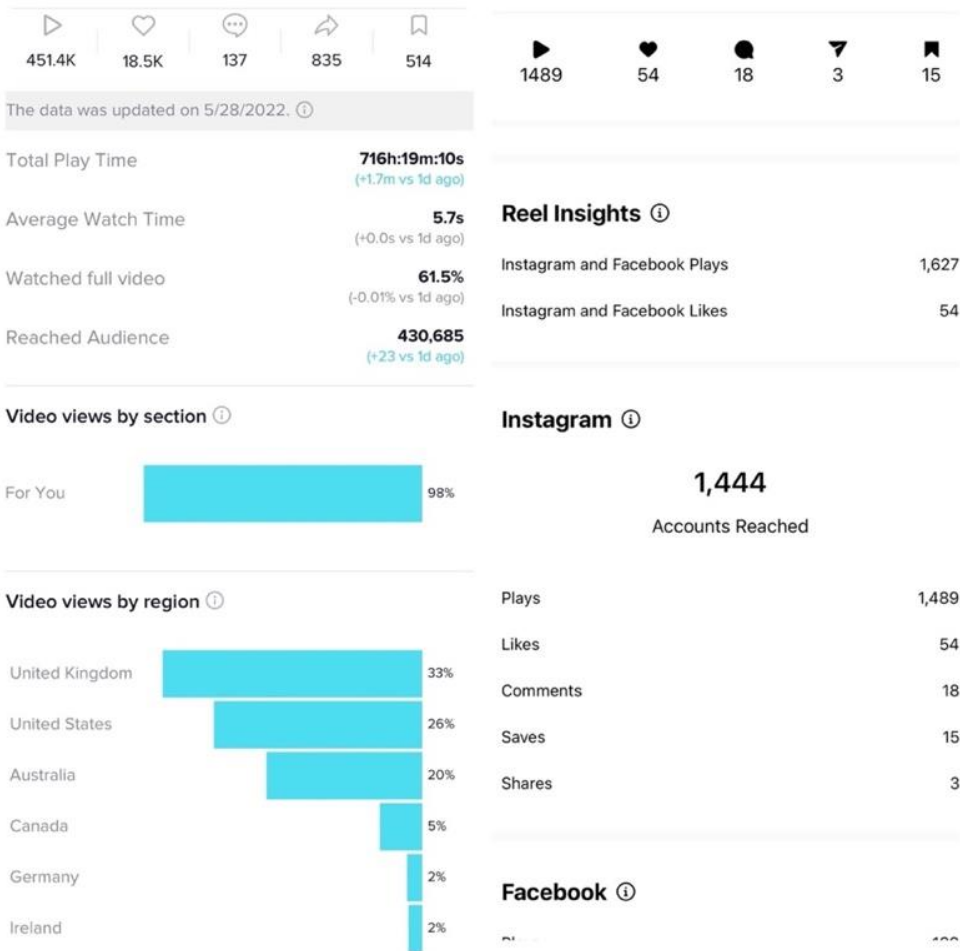 451.4K 18.5K 137 835 514
The data was updated on 5/28/2022.
Total Play Time 716h:19m:10s
(+1.7m vs 1d ago)
Average Watch Time 5.7s
(+0.0s vs 1d ago)
Watched full video 61.5%
(-0.01% vs 1d ago)
Reached Audience 430,685
(+23 vs 1d ago)
Video views by section
For You 98%
Video views by region
United Kingdom 33%
United States 26%
Australia 20%
Canada 5%
Germany 2%
Ireland 2%
1489 54 18 3 15
Reel Insights
Instagram and Facebook Plays 1,627
Instagram and Facebook Likes 54
Instagram
1,444
Accounts Reached
Plays 1,489
Likes 54
Comments 18
Saves 15
Shares 3
Facebook